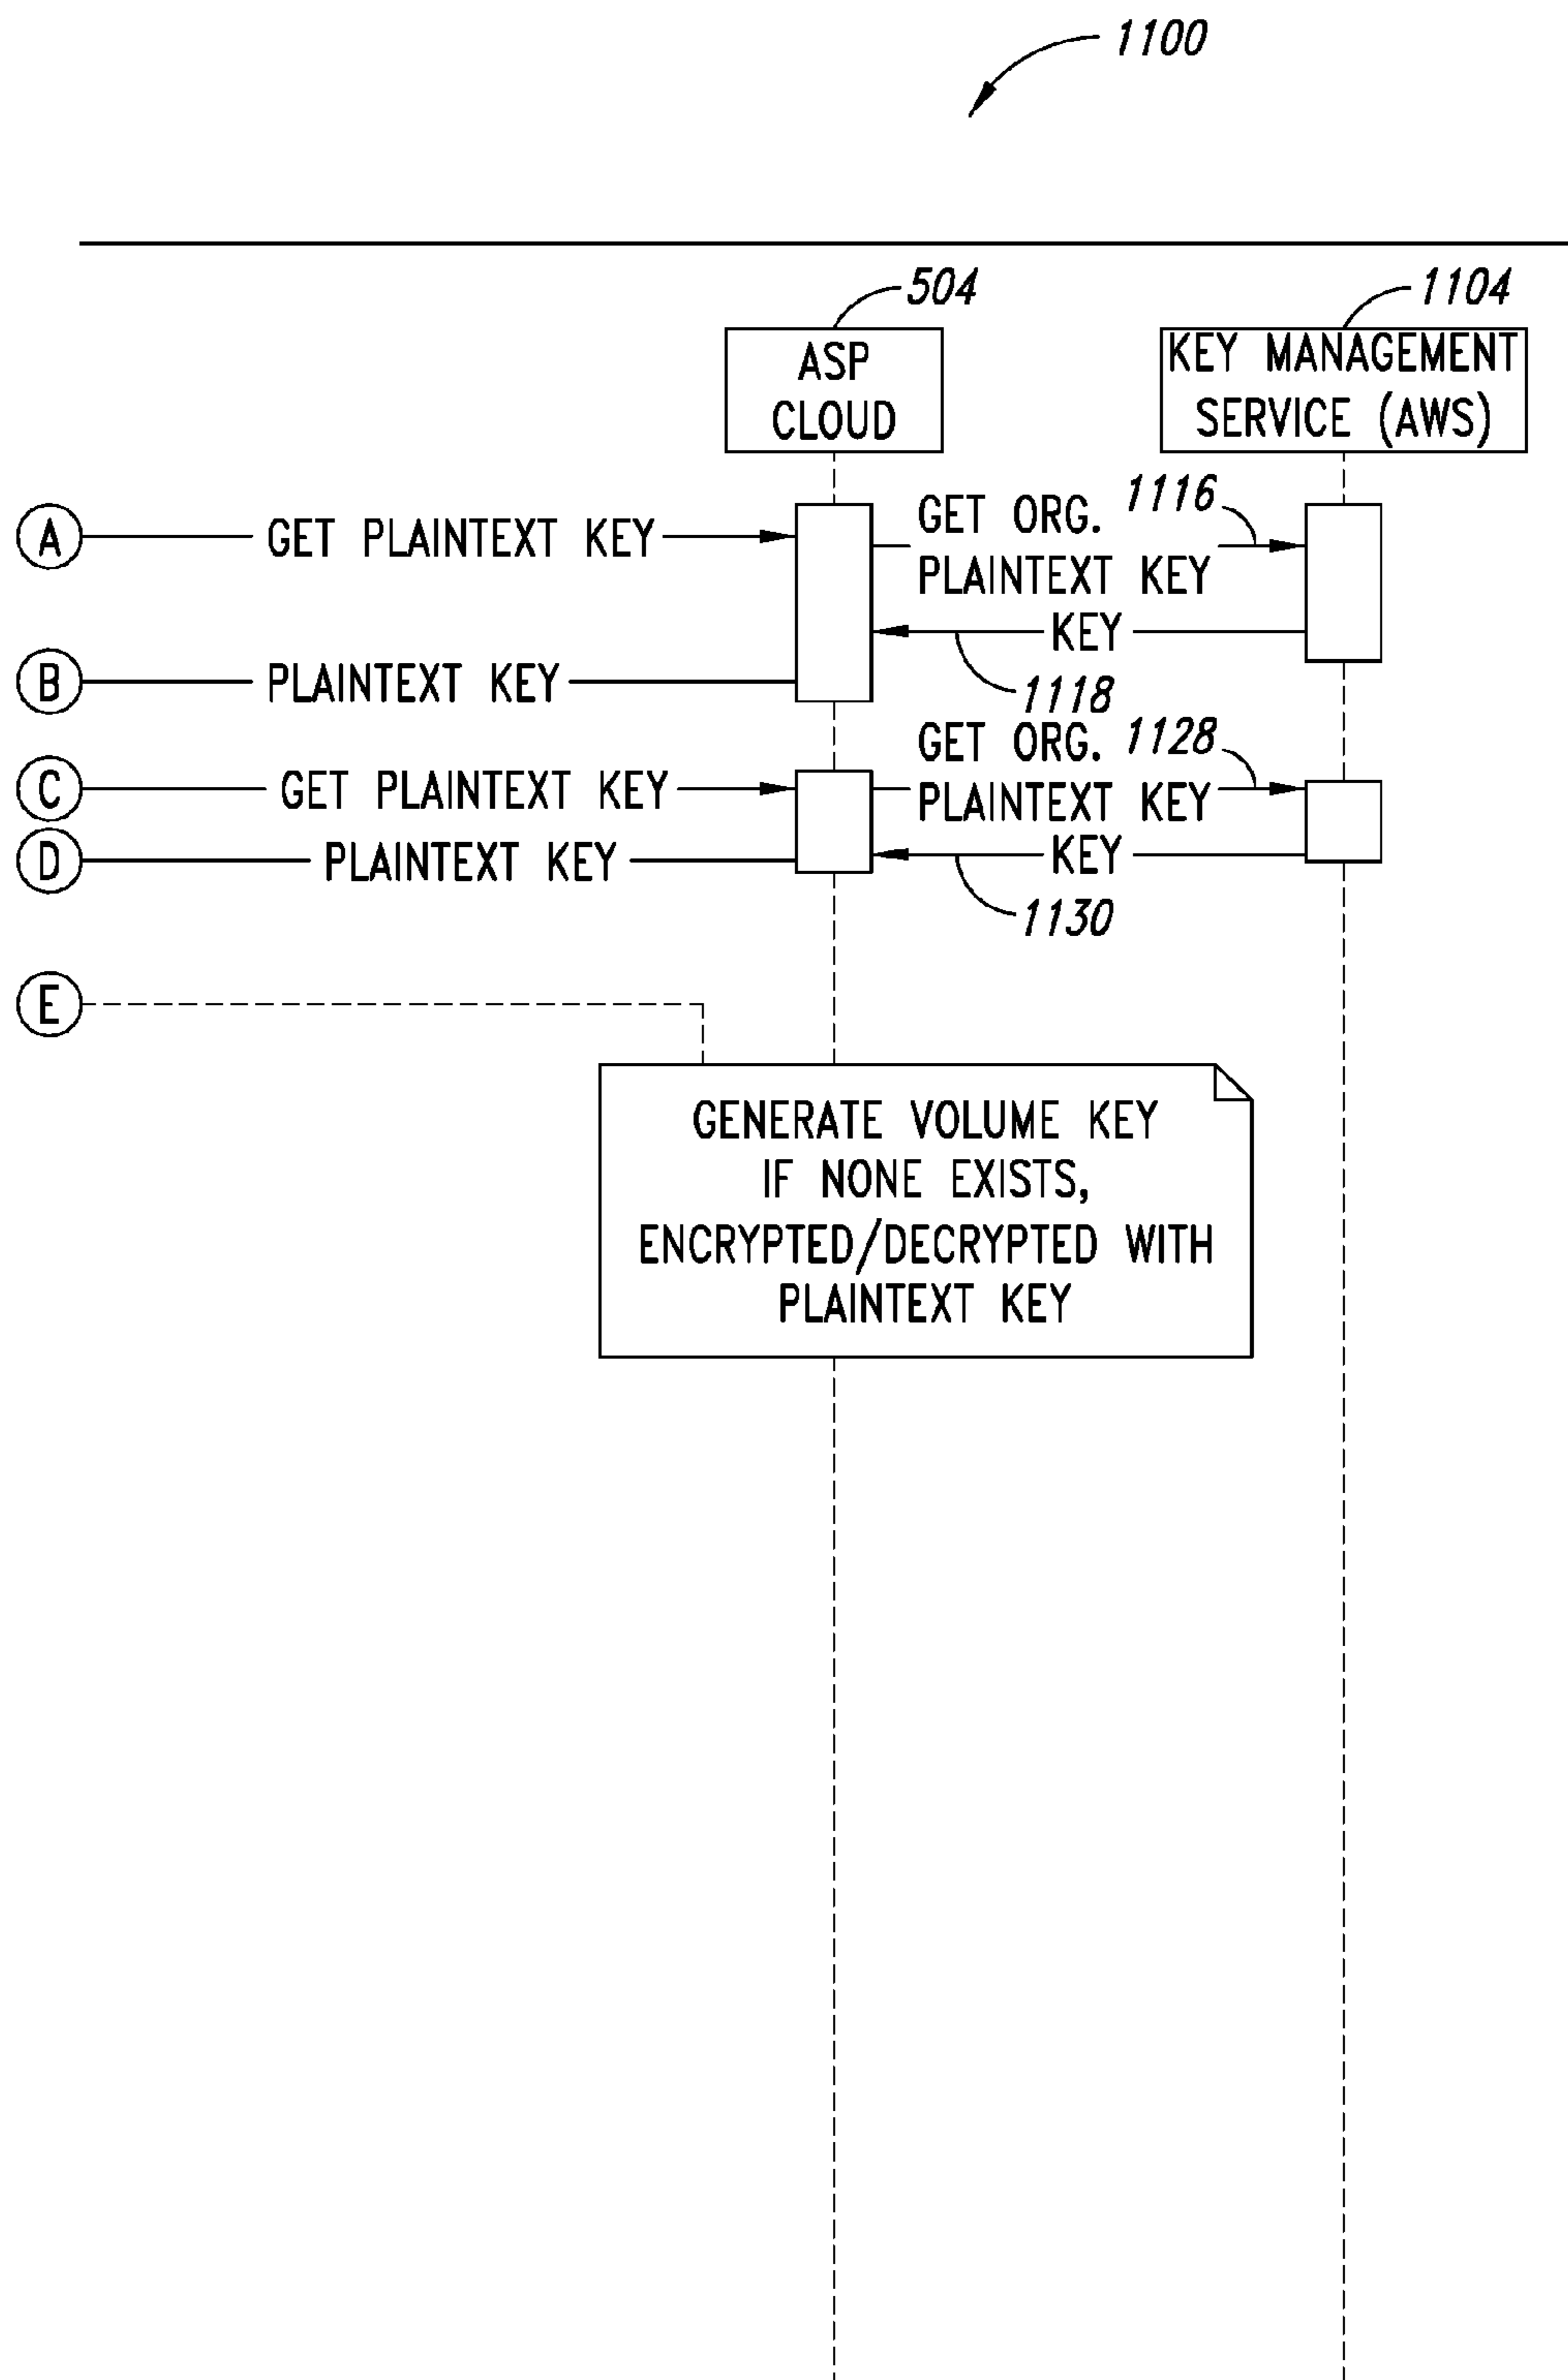 1100
504
1104
ASP
CLOUD
KEY MANAGEMENT
SERVICE (AWS)
A
GET PLAINTEXT KEY
GET ORG.
PLAINTEXT KEY
1116
KEY
1118
B
PLAINTEXT KEY
C
GET PLAINTEXT KEY
GET ORG.
PLAINTEXT KEY
1128
D
PLAINTEXT KEY
KEY
1130
E
GENERATE VOLUME KEY
IF NONE EXISTS,
ENCRYPTED/DECRYPTED WITH
PLAINTEXT KEY